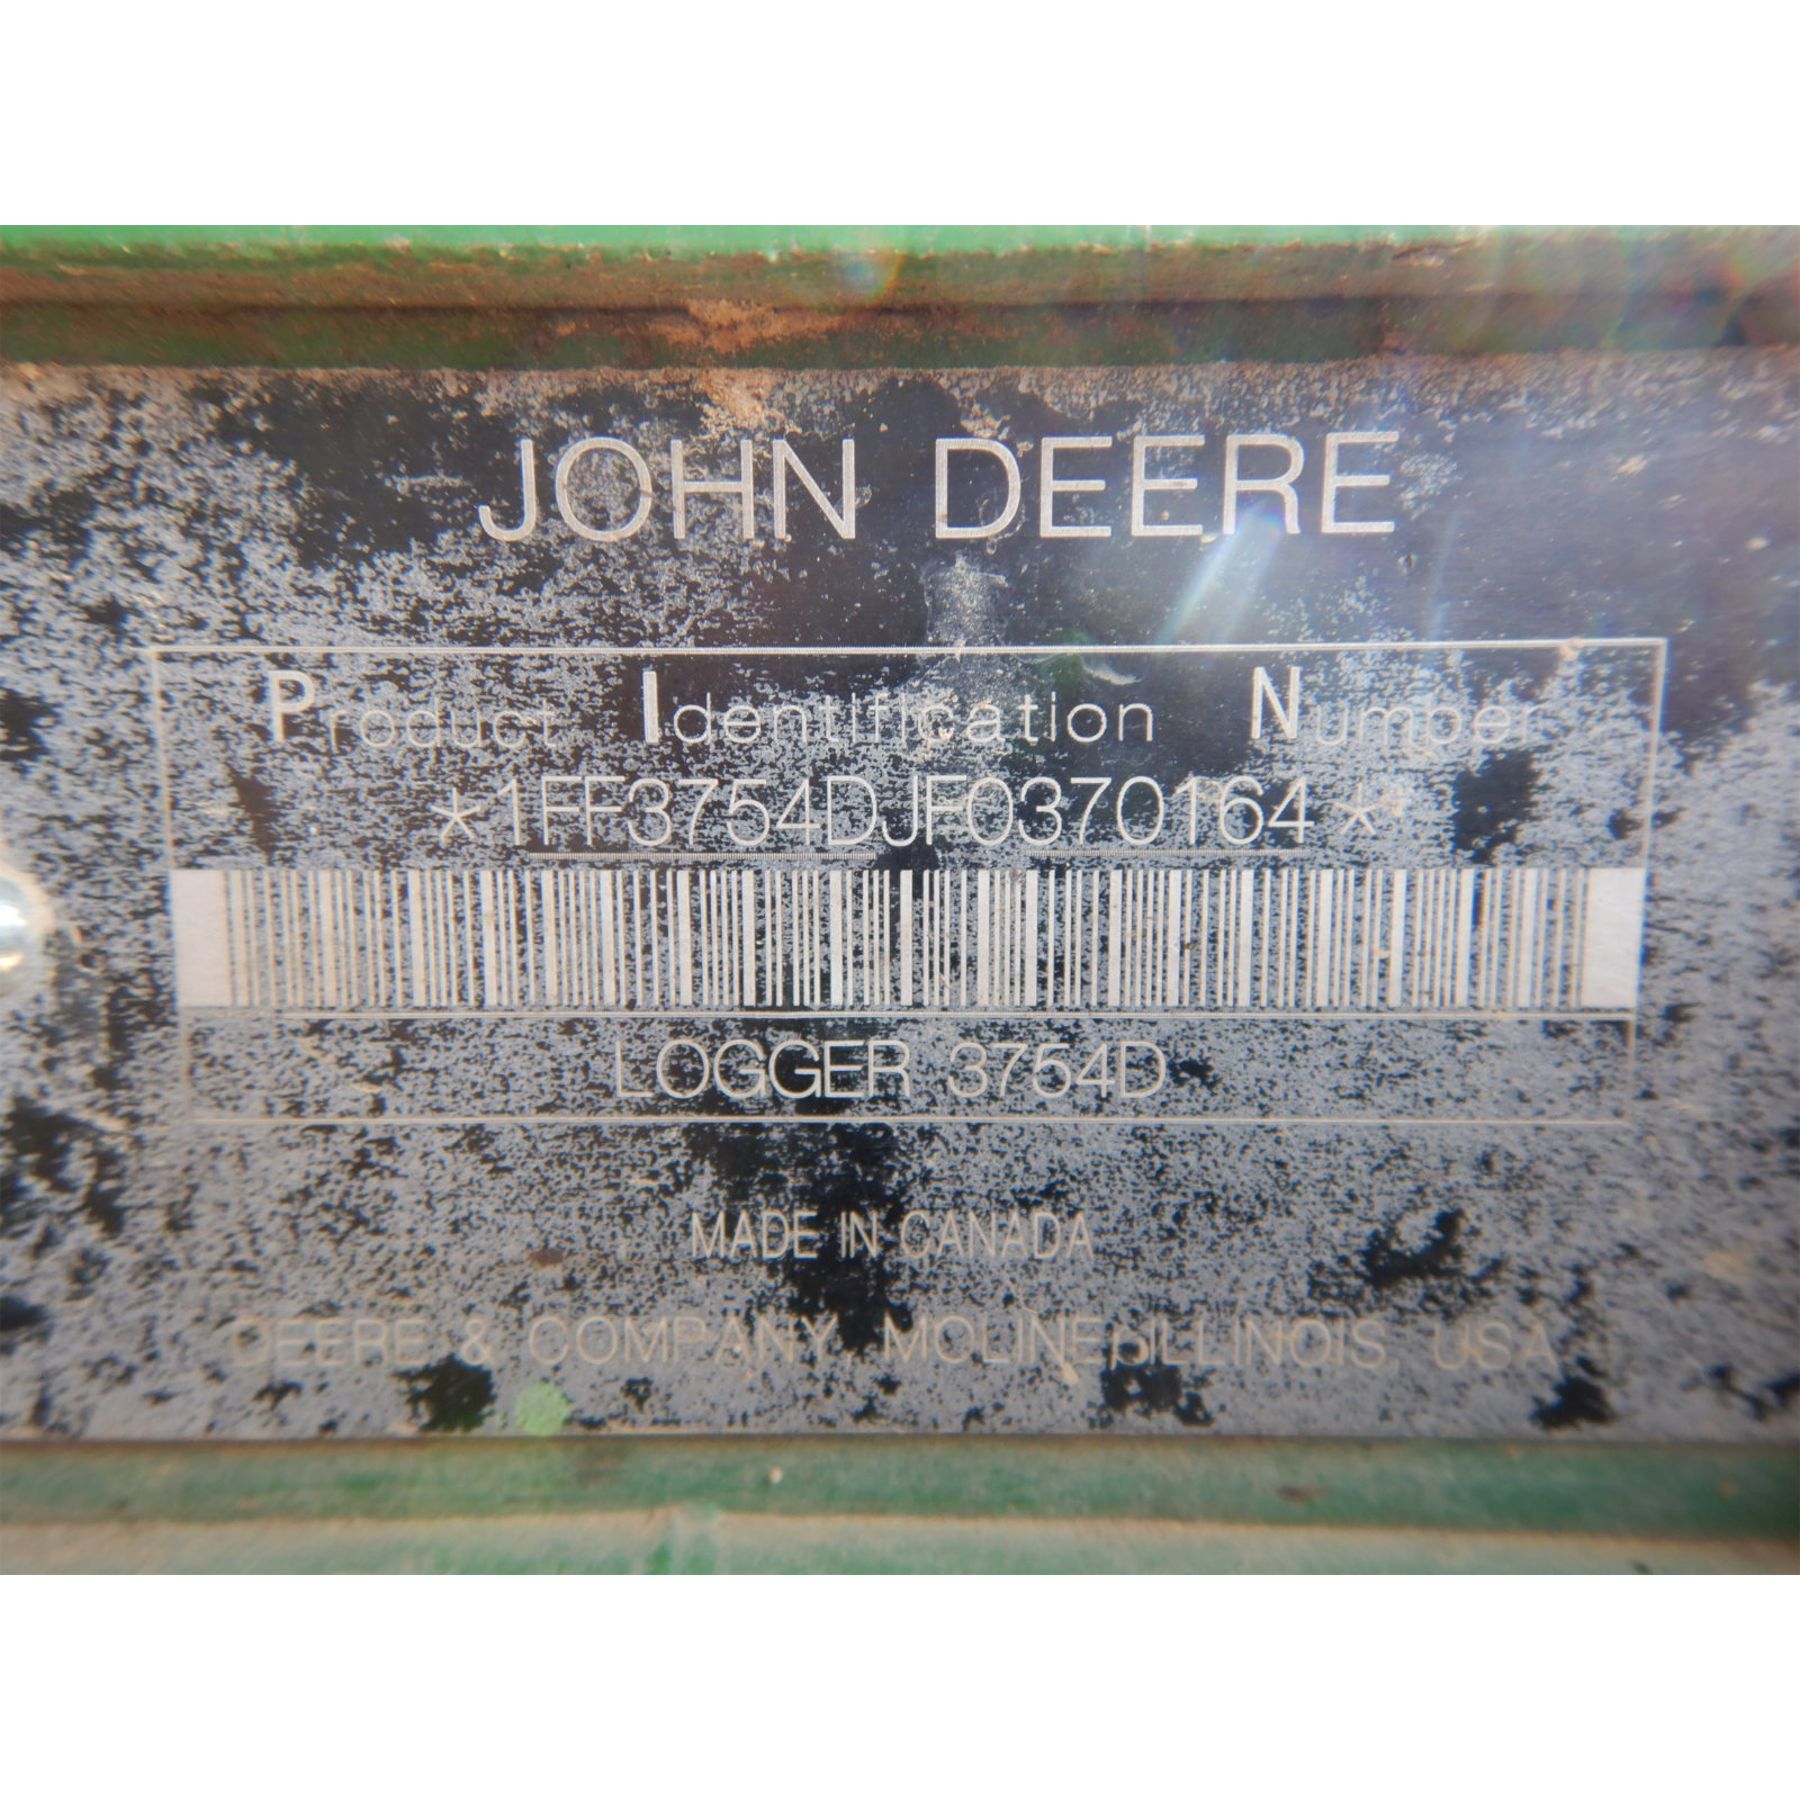 JOHN DEERE
Product Identification Number
*1FF3754DJF0370164*
LOGGER 3754D
MADE IN CANADA
DEERE & COMPANY, MOLINE, ILLINOIS, USA